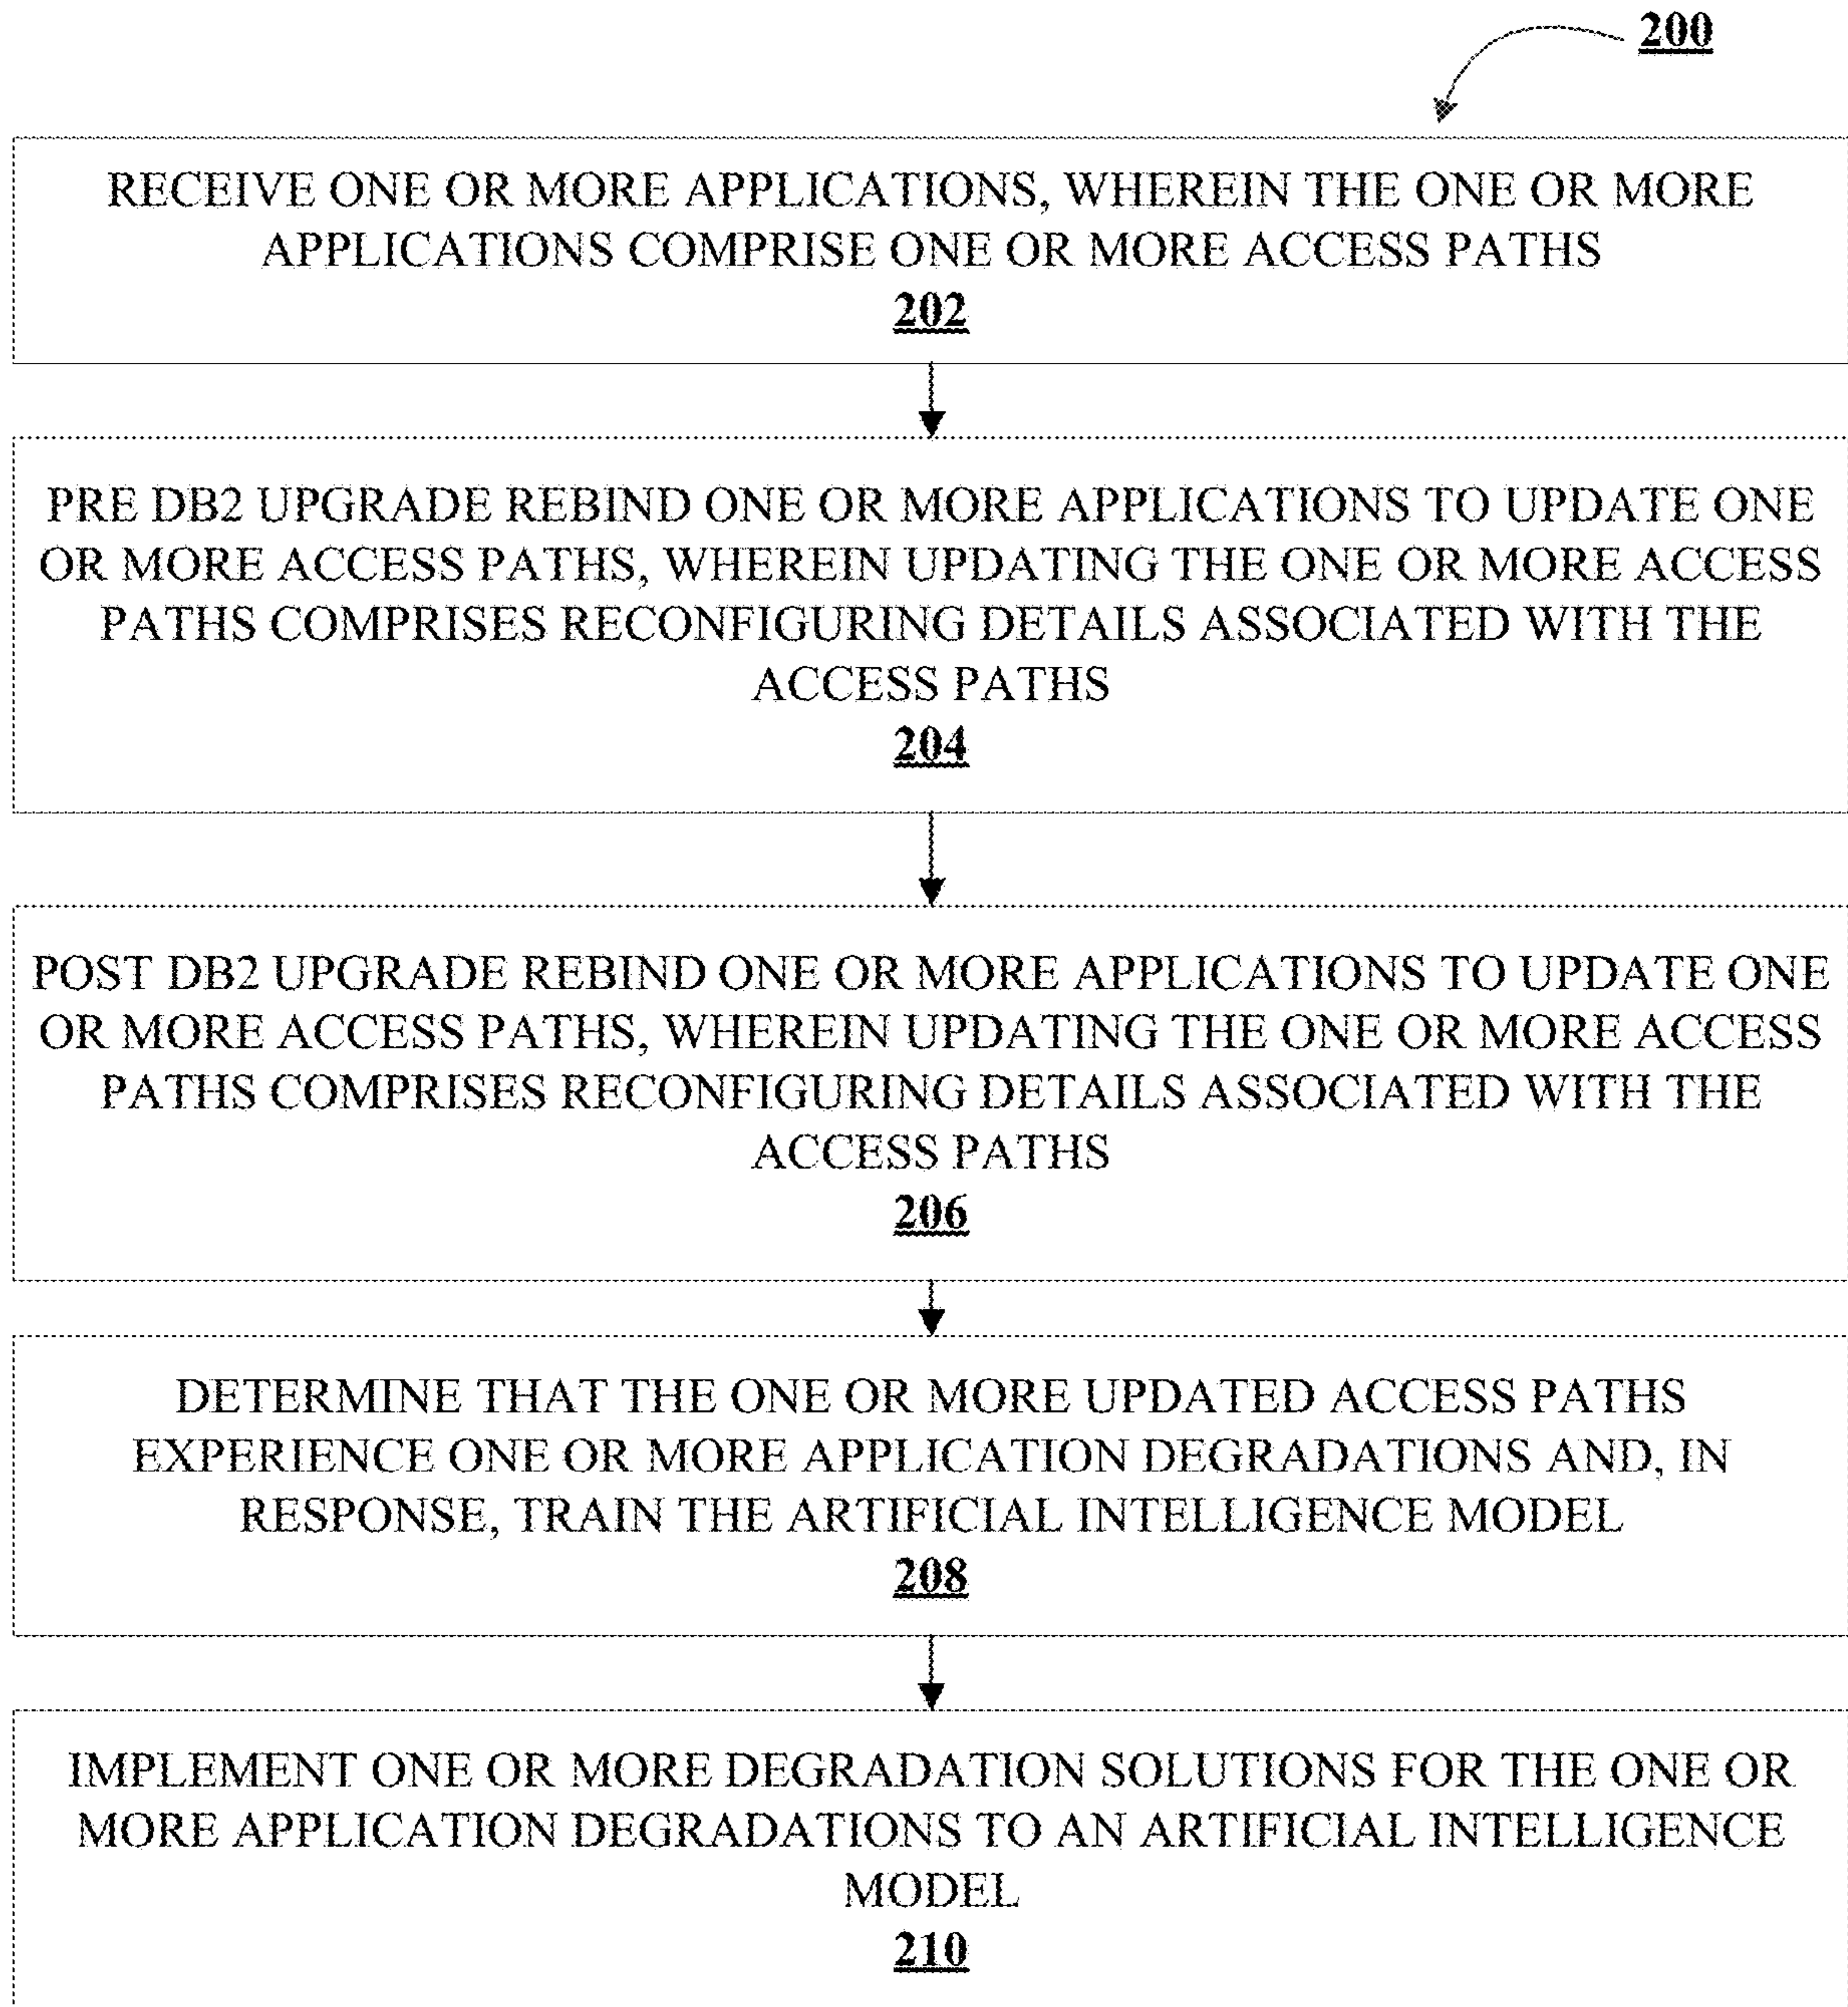 200
RECEIVE ONE OR MORE APPLICATIONS, WHEREIN THE ONE OR MORE
APPLICATIONS COMPRISE ONE OR MORE ACCESS PATHS
202
PRE DB2 UPGRADE REBIND ONE OR MORE APPLICATIONS TO UPDATE ONE
OR MORE ACCESS PATHS, WHEREIN UPDATING THE ONE OR MORE ACCESS
PATHS COMPRISES RECONFIGURING DETAILS ASSOCIATED WITH THE
ACCESS PATHS
204
POST DB2 UPGRADE REBIND ONE OR MORE APPLICATIONS TO UPDATE ONE
OR MORE ACCESS PATHS, WHEREIN UPDATING THE ONE OR MORE ACCESS
PATHS COMPRISES RECONFIGURING DETAILS ASSOCIATED WITH THE
ACCESS PATHS
206
DETERMINE THAT THE ONE OR MORE UPDATED ACCESS PATHS
EXPERIENCE ONE OR MORE APPLICATION DEGRADATIONS AND, IN
RESPONSE, TRAIN THE ARTIFICIAL INTELLIGENCE MODEL
208
IMPLEMENT ONE OR MORE DEGRADATION SOLUTIONS FOR THE ONE OR
MORE APPLICATION DEGRADATIONS TO AN ARTIFICIAL INTELLIGENCE
MODEL
210